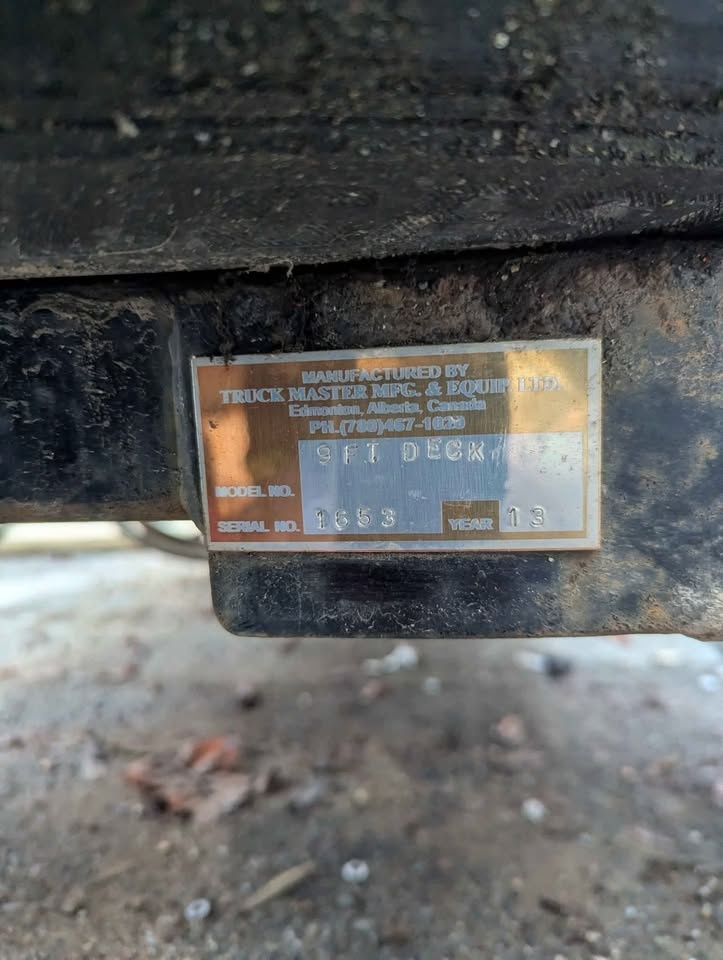 MANUFACTURED BY
TRUCK MASTER MFG. & EQUIP. LTD.
Edmonton, Alberta, Canada
PH.(780)467-1023
9FT DECK
MODEL NO.
SERIAL NO. 1653 YEAR 13